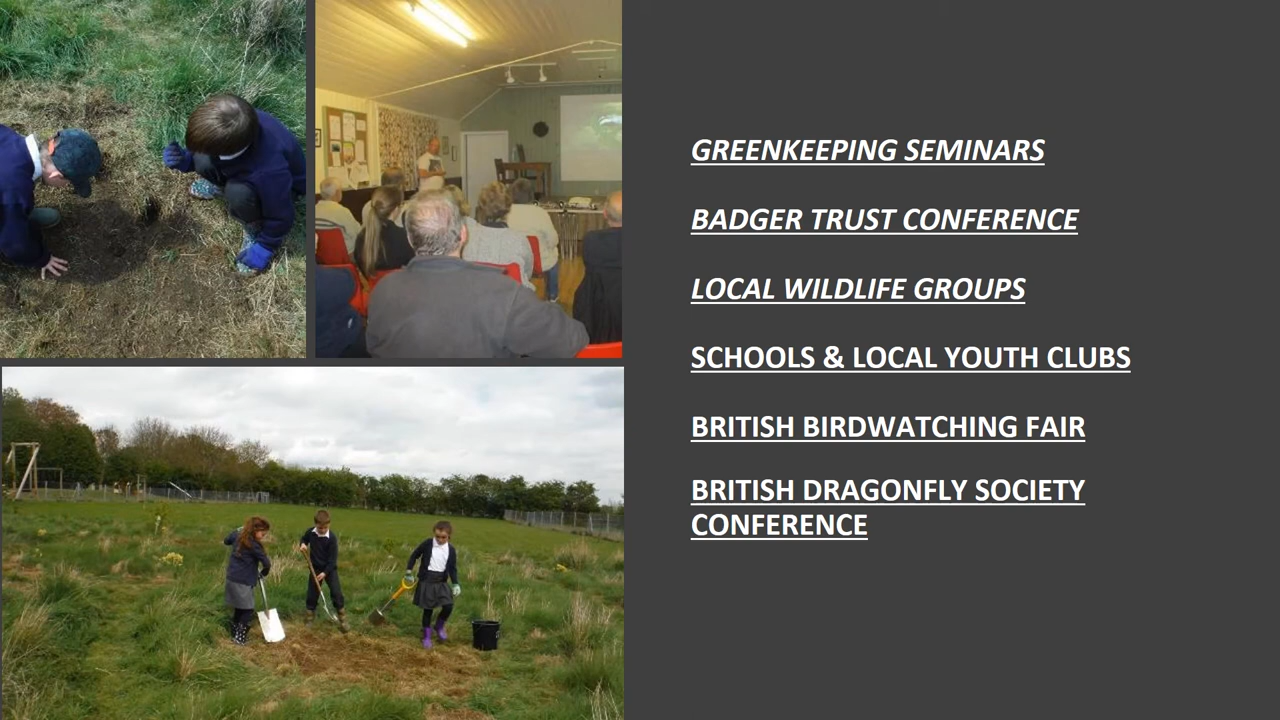 GREENKEEPING SEMINARS
BADGER TRUST CONFERENCE
LOCAL WILDLIFE GROUPS
SCHOOLS & LOCAL YOUTH CLUBS
BRITISH BIRDWATCHING FAIR
BRITISH DRAGONFLY SOCIETY
CONFERENCE